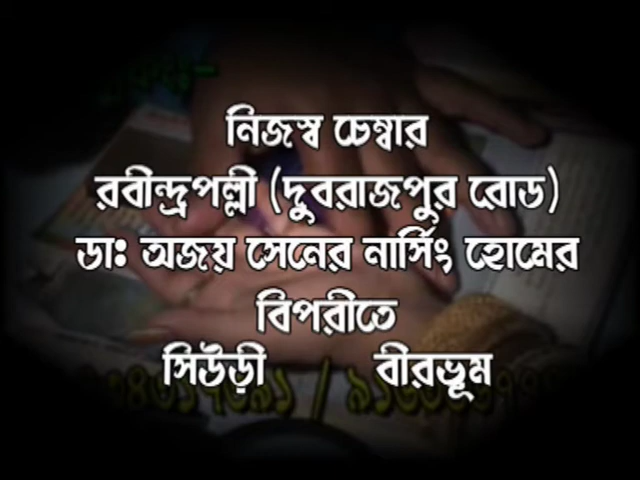 নিজস্ব চেম্বার
রবীন্দ্রপল্লী (দুবরাজপুর রোড)
ডাঃ অজয় সেনের নার্সিং হোমের
বিপরীতে
সিউড়ী বীরভূম